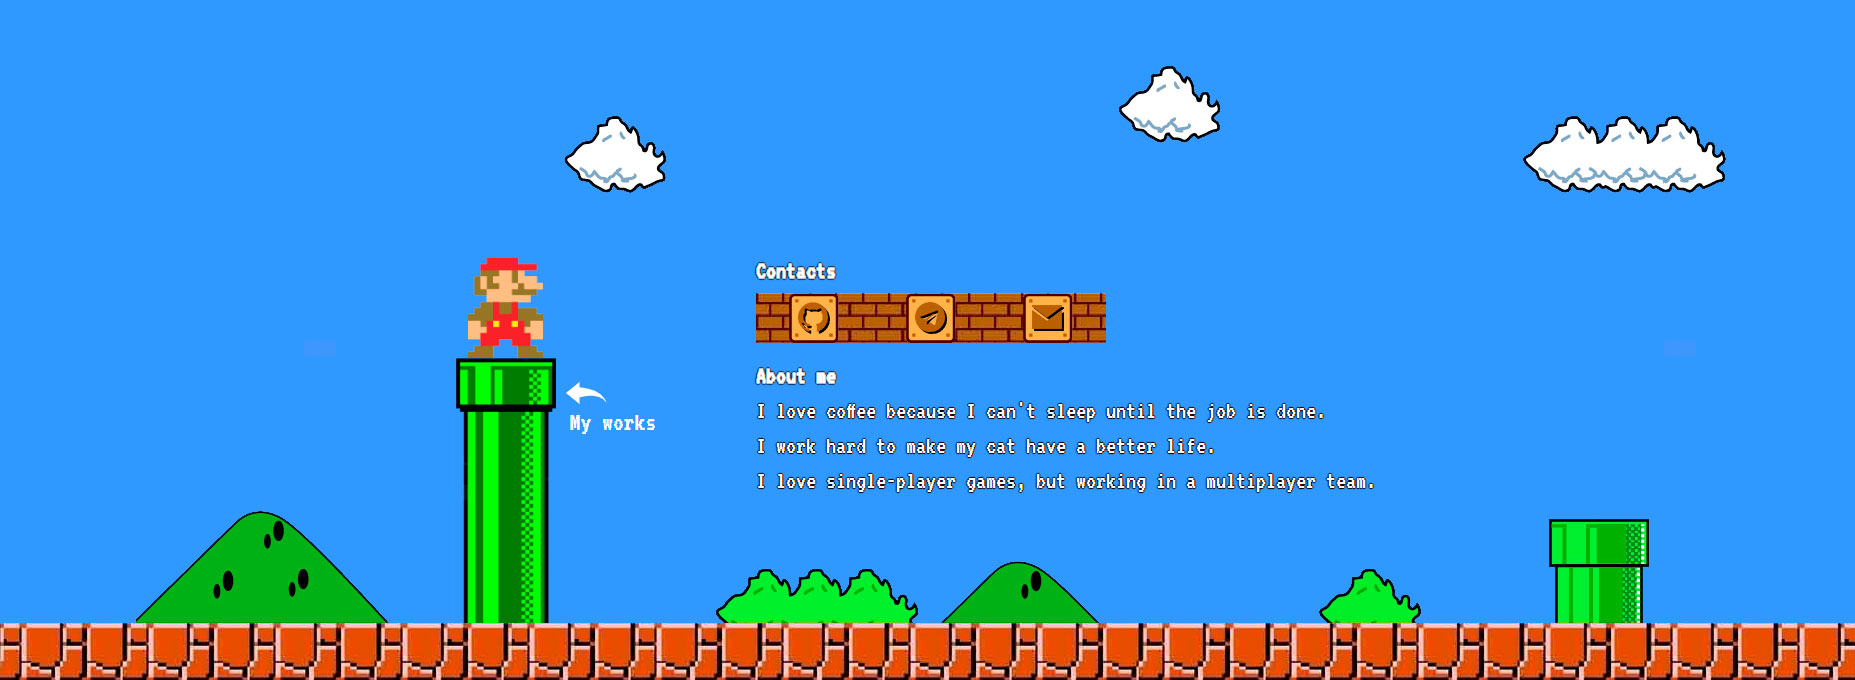 Contacts
My works
About me
I love coffee because I can't sleep until the job is done.
I work hard to make my cat have a better life.
I love single-player games, but working in a multiplayer team.